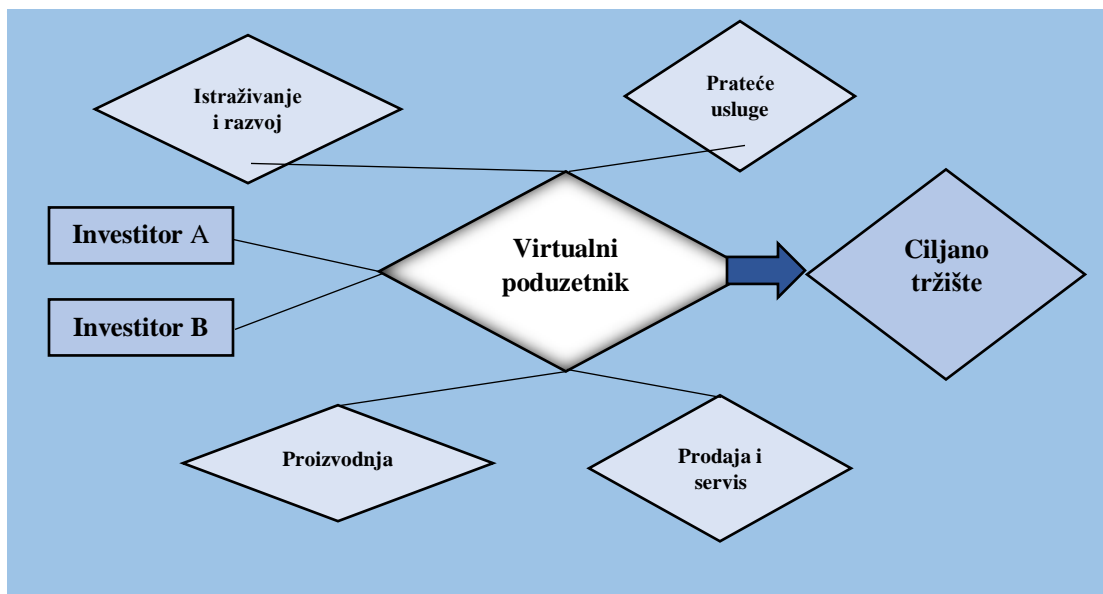 Istraživanje
i razvoj
Prateće
usluge
Investitor A
Investitor B
Virtualni
poduzetnik
Ciljano
tržište
Proizvodnja
Prodaja i
servis